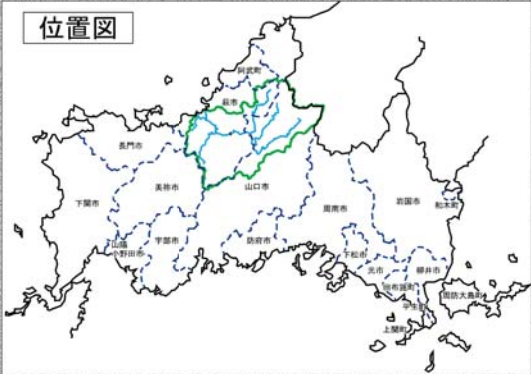 位置図
阿武町
萩市
長門市
美祢市
山口市
下関市
周南市
岩国市
和木町
山陽
小野田市
宇部市
防府市
下松市
元市
柳井市
田布施町
平生町
周防大島町
上関町